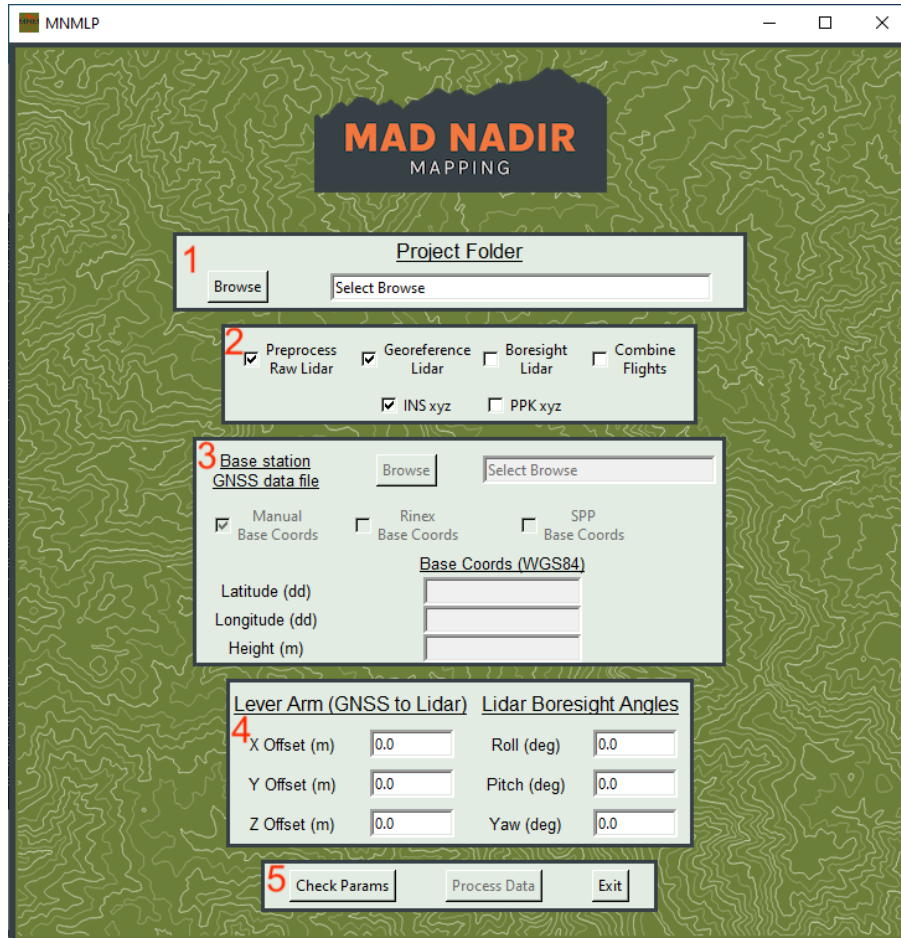 MNMLP
MAD NADIR
MAPPING
1
Project Folder
Browse
Select Browse
2
Preprocess Raw Lidar
Georeference Lidar
Boresight Lidar
Combine Flights
INS xyz
PPK xyz
3
Base station
GNSS data file
Browse
Select Browse
Manual Base Coords
Rinex Base Coords
SPP Base Coords
Base Coords (WGS84)
Latitude (dd)
Longitude (dd)
Height (m)
4
Lever Arm (GNSS to Lidar) Lidar Boresight Angles
X Offset (m) 0.0 Roll (deg) 0.0
Y Offset (m) 0.0 Pitch (deg) 0.0
Z Offset (m) 0.0 Yaw (deg) 0.0
5
Check Params Process Data Exit